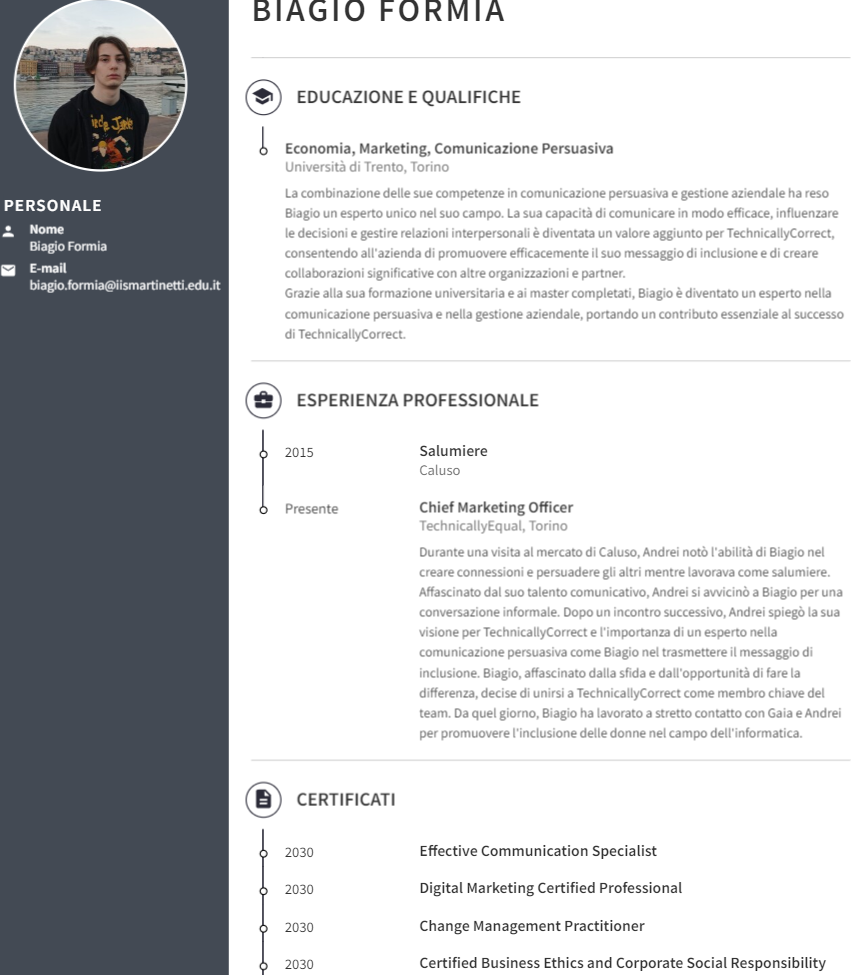 BIAGIO FORMIA
PERSONALE
Nome
Biagio Formia
E-mail
biagio.formia@iismartinetti.edu.it
EDUCAZIONE E QUALIFICHE
Economia, Marketing, Comunicazione Persuasiva
Università di Trento, Torino
La combinazione delle sue competenze in comunicazione persuasiva e gestione aziendale ha reso
Biagio un esperto unico nel suo campo. La sua capacità di comunicare in modo efficace, influenzare
le decisioni e gestire relazioni interpersonali è diventata un valore aggiunto per TechnicallyCorrect,
consentendo all'azienda di promuovere efficacemente il suo messaggio di inclusione e di creare
collaborazioni significative con altre organizzazioni e partner.
Grazie alla sua formazione universitaria e ai master completati, Biagio è diventato un esperto nella
comunicazione persuasiva e nella gestione aziendale, portando un contributo essenziale al successo
di TechnicallyCorrect.
ESPERIENZA PROFESSIONALE
2015
Salumiere
Caluso
Presente
Chief Marketing Officer
TechnicallyEqual, Torino
Durante una visita al mercato di Caluso, Andrei notò l'abilità di Biagio nel
creare connessioni e persuadere gli altri mentre lavorava come salumiere.
Affascinato dal suo talento comunicativo, Andrei si avvicinò a Biagio per una
conversazione informale. Dopo un incontro successivo, Andrei spiegò la sua
visione per TechnicallyCorrect e l'importanza di un esperto nella
comunicazione persuasiva come Biagio nel trasmettere il messaggio di
inclusione. Biagio, affascinato dalla sfida e dall'opportunità di fare la
differenza, decise di unirsi a TechnicallyCorrect come membro chiave del
team. Da quel giorno, Biagio ha lavorato a stretto contatto con Gaia e Andrei
per promuovere l'inclusione delle donne nel campo dell'informatica.
CERTIFICATI
2030
Effective Communication Specialist
2030
Digital Marketing Certified Professional
2030
Change Management Practitioner
2030
Certified Business Ethics and Corporate Social Responsibility